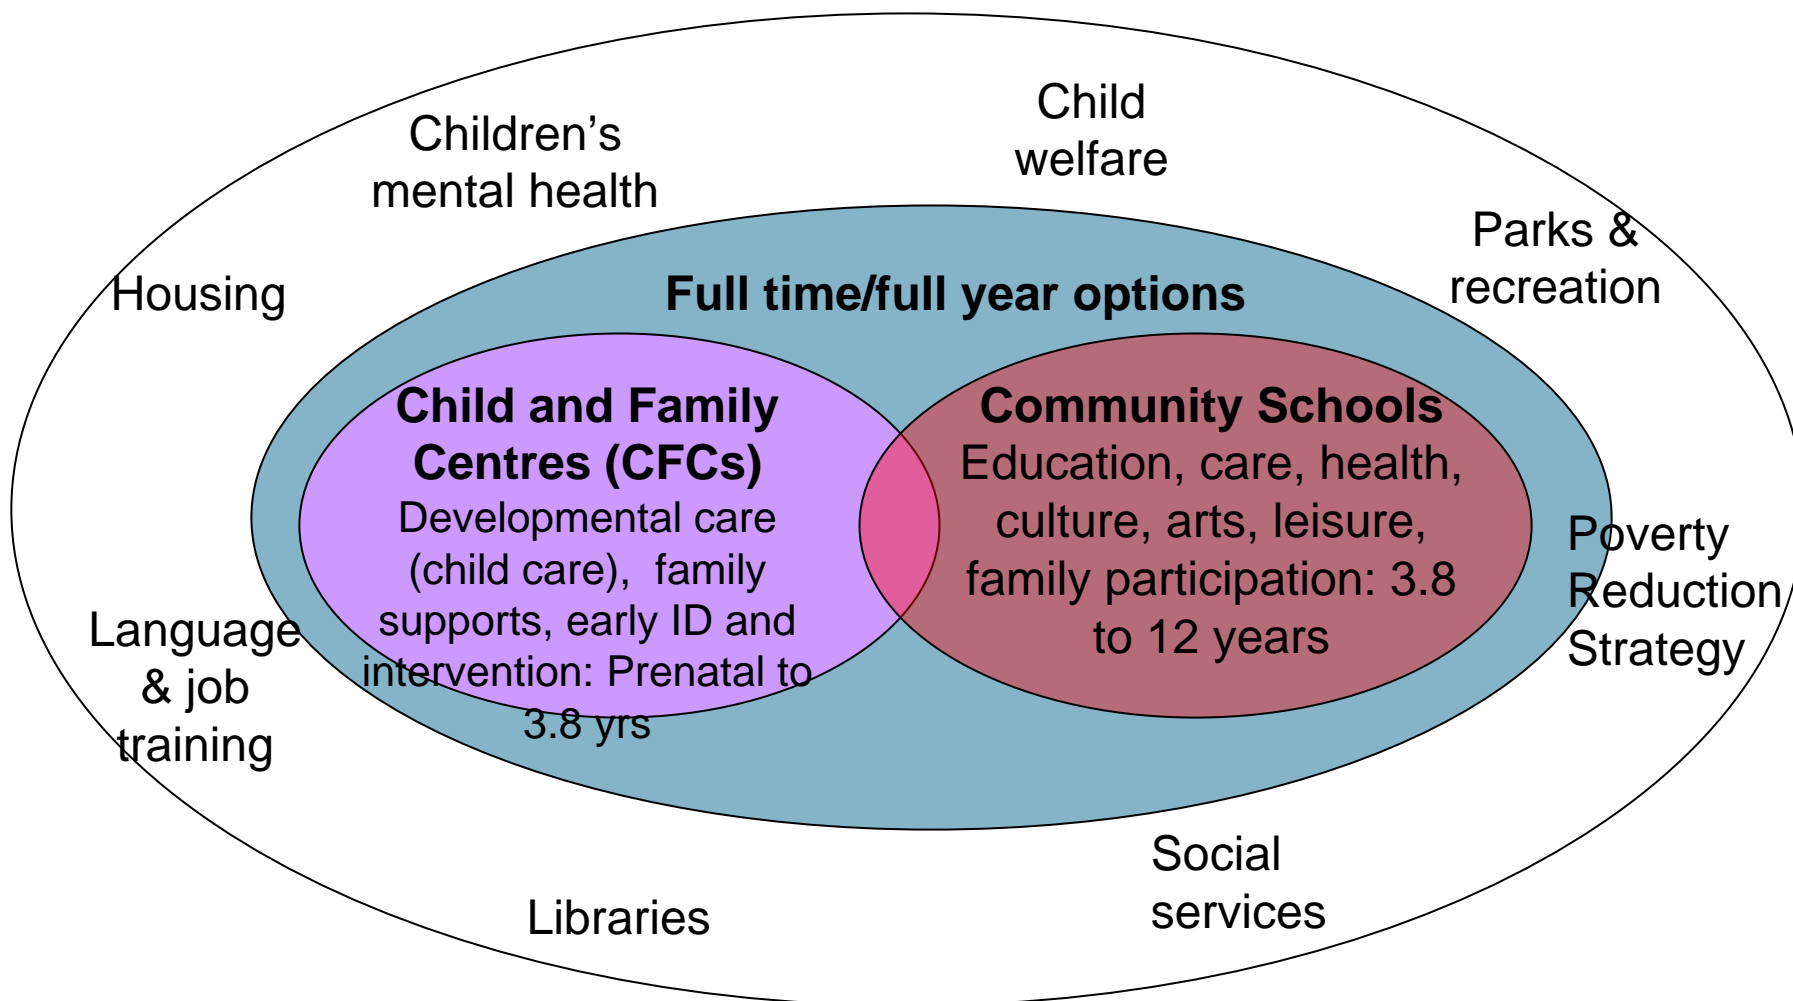 Child
welfare
Children’s
mental health
Parks &
recreation
Housing
Full time/full year options
Child and Family
Centres (CFCs)
Developmental care
(child care),  family
supports, early ID and
intervention: Prenatal to
3.8 yrs
Community Schools
Education, care, health,
culture, arts, leisure,
family participation: 3.8
to 12 years
Poverty
Reduction
Strategy
Language
& job
training
Social
services
Libraries